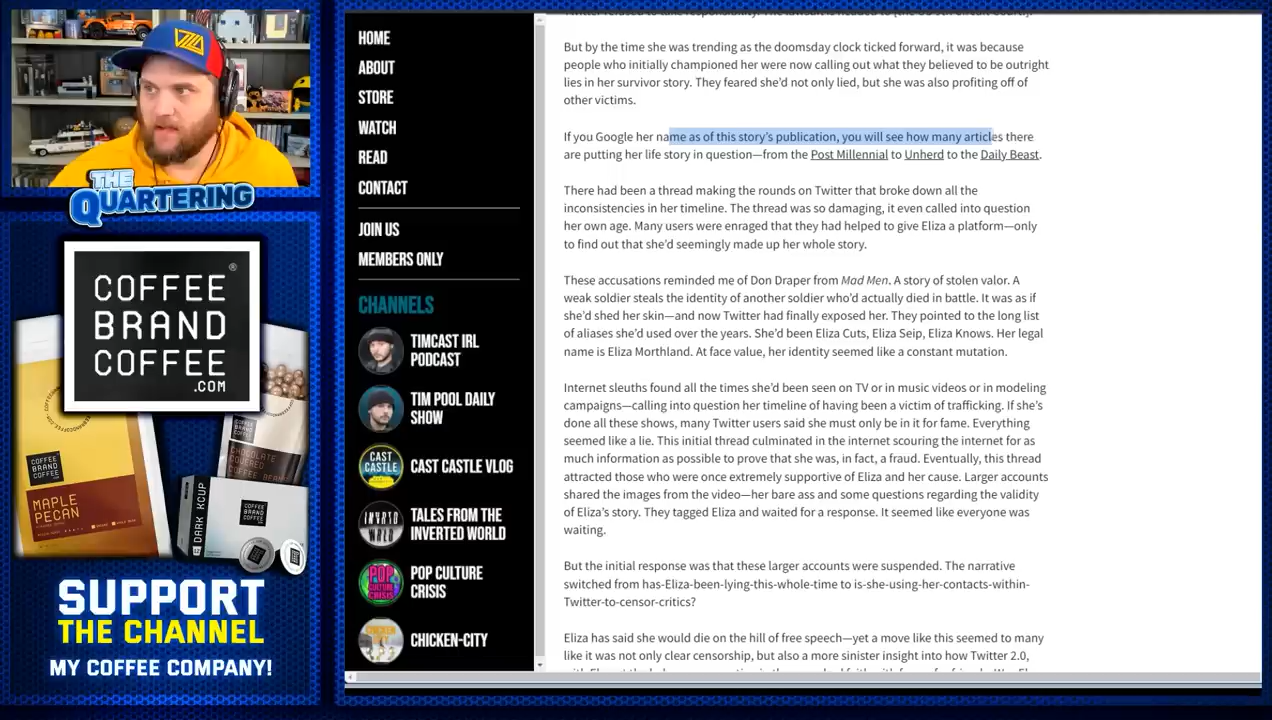 THE
QUARTERING
COFFEE
BRAND
COFFEE
.COM
®
COFFEE
BRAND
COFFEE
MAPLE
PECAN
COFFEE
BRAND
COFFEE
CHOCOLATE
COVERED
COFFEE BEANS
DARK KCUP
COFFEE
BRAND
COFFEE
SUPPORT
THE CHANNEL
MY COFFEE COMPANY!
HOME
ABOUT
STORE
WATCH
READ
CONTACT
JOIN US
MEMBERS ONLY
CHANNELS
TIMCAST IRL
PODCAST
TIM POOL DAILY
SHOW
CAST
CASTLE
CAST CASTLE VLOG
INVRTD
WORLD
TALES FROM THE
INVERTED WORLD
POP
CULTURE
CRISIS
POP CULTURE
CRISIS
CHICKEN-CITY
But by the time she was trending as the doomsday clock ticked forward, it was because
people who initially championed her were now calling out what they believed to be outright
lies in her survivor story. They feared she'd not only lied, but she was also profiting off of
other victims.
If you Google her name as of this story's publication, you will see how many articles there
are putting her life story in question—from the Post Millennial to Unherd to the Daily Beast.
There had been a thread making the rounds on Twitter that broke down all the
inconsistencies in her timeline. The thread was so damaging, it even called into question
her own age. Many users were enraged that they had helped to give Eliza a platform—only
to find out that she'd seemingly made up her whole story.
These accusations reminded me of Don Draper from Mad Men. A story of stolen valor. A
weak soldier steals the identity of another soldier who'd actually died in battle. It was as if
she'd shed her skin—and now Twitter had finally exposed her. They pointed to the long list
of aliases she'd used over the years. She'd been Eliza Cuts, Eliza Seip, Eliza Knows. Her legal
name is Eliza Morthland. At face value, her identity seemed like a constant mutation.
Internet sleuths found all the times she'd been seen on TV or in music videos or in modeling
campaigns—calling into question her timeline of having been a victim of trafficking. If she's
done all these shows, many Twitter users said she must only be in it for fame. Everything
seemed like a lie. This initial thread culminated in the internet scouring the internet for as
much information as possible to prove that she was, in fact, a fraud. Eventually, this thread
attracted those who were once extremely supportive of Eliza and her cause. Larger accounts
shared the images from the video—her bare ass and some questions regarding the validity
of Eliza's story. They tagged Eliza and waited for a response. It seemed like everyone was
waiting.
But the initial response was that these larger accounts were suspended. The narrative
switched from has-Eliza-been-lying-this-whole-time to is-she-using-her-contacts-within-
Twitter-to-censor-critics?
Eliza has said she would die on the hill of free speech—yet a move like this seemed to many
like it was not only clear censorship, but also a more sinister insight into how Twitter 2.0,